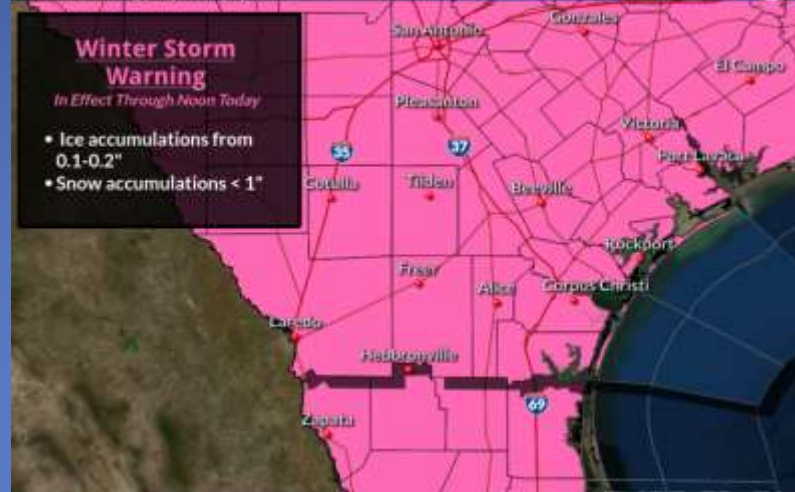 Winter Storm
Warning
In Effect Through Noon Today
• Ice accumulations from
0.1-0.2"
• Snow accumulations < 1"
San Antonio
Gonzales
El Campo
Pleasanton
Victoria
35
37
Port Lavaca
Cotulla
Tilden
Beeville
Rockport
Freer
Alice
Corpus Christi
Laredo
Hebbronville
69
Zapata